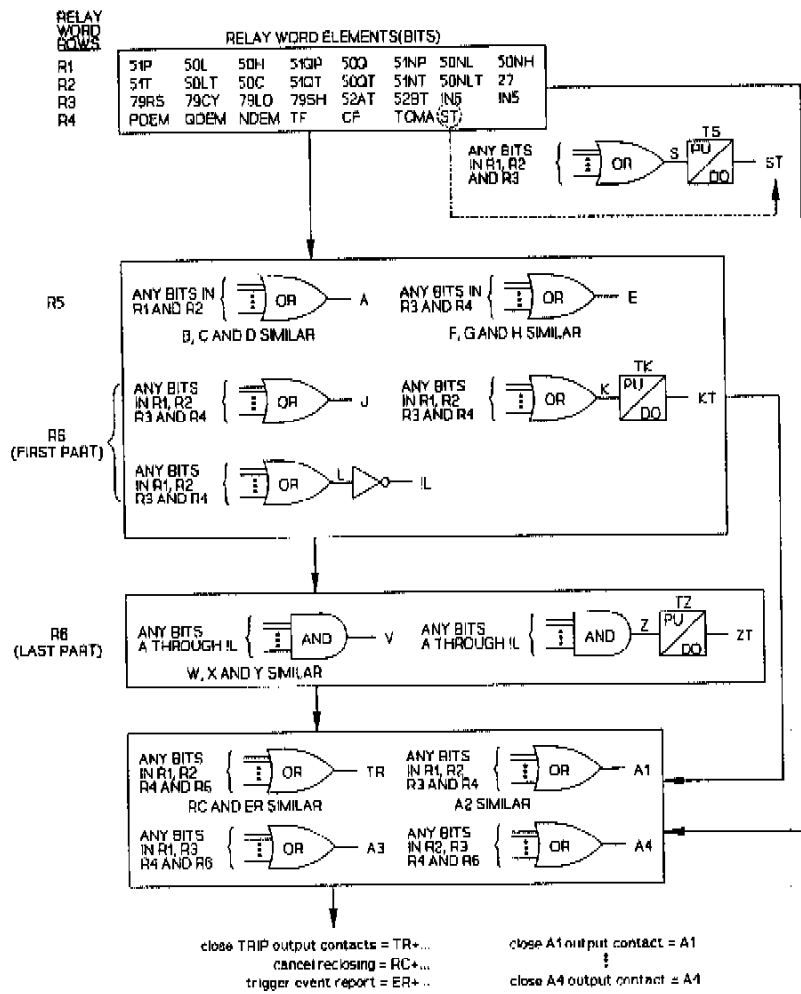 RELAY
WORD
ROWS
RELAY WORD ELEMENTS(BITS)
R1 51P 50L 50H 51QP 50Q 51NP 50NL 50NH
R2 51T 50LT 50C 51QT 50QT 51NT 50NLT 27
R3 79RS 79CY 79LO 79SH 52AT 52BT IN6 IN5
R4 PDEM QDEM NDEM TF CF TCMA ST
ANY BITS
IN R1, R2
AND R3
OR
S
TS
PU
DO
ST
R5
ANY BITS IN
R1 AND R2
OR
A
B, C AND D SIMILAR
ANY BITS IN
R3 AND R4
OR
E
F, G AND H SIMILAR
R6
(FIRST PART)
ANY BITS
IN R1, R2
R3 AND R4
OR
J
ANY BITS
IN R1, R2
R3 AND R4
OR
K
TK
PU
DO
KT
ANY BITS
IN R1, R2
R3 AND R4
OR
L
!L
R6
(LAST PART)
ANY BITS
A THROUGH !L
AND
V
W, X AND Y SIMILAR
ANY BITS
A THROUGH !L
AND
Z
TZ
PU
DO
ZT
ANY BITS
IN R1, R2
R4 AND R6
OR
TR
RC AND ER SIMILAR
ANY BITS
IN R1, R2
R3 AND R4
OR
A1
A2 SIMILAR
ANY BITS
IN R1, R3
R4 AND R6
OR
A3
ANY BITS
IN R2, R3
R4 AND R6
OR
A4
close TRIP output contacts = TR+...
cancel reclosing = RC+...
trigger event report = ER+...
close A1 output contact = A1
close A4 output contact = A4